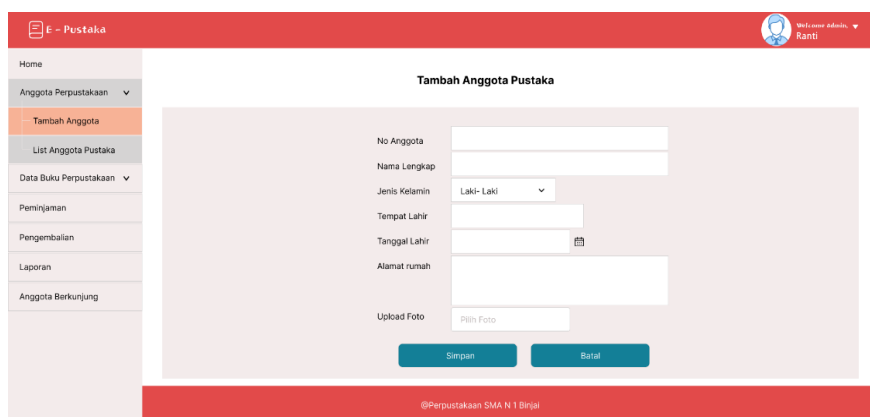 E - Pustaka
Welcome Admin,
Ranti
Home
Anggota Perpustakaan
Tambah Anggota
List Anggota Pustaka
Data Buku Perpustakaan
Peminjaman
Pengembalian
Laporan
Anggota Berkunjung
Tambah Anggota Pustaka
No Anggota
Nama Lengkap
Jenis Kelamin Laki- Laki
Tempat Lahir
Tanggal Lahir
Alamat rumah
Upload Foto Pilih Foto
Simpan Batal
@Perpustakaan SMA N 1 Binjai